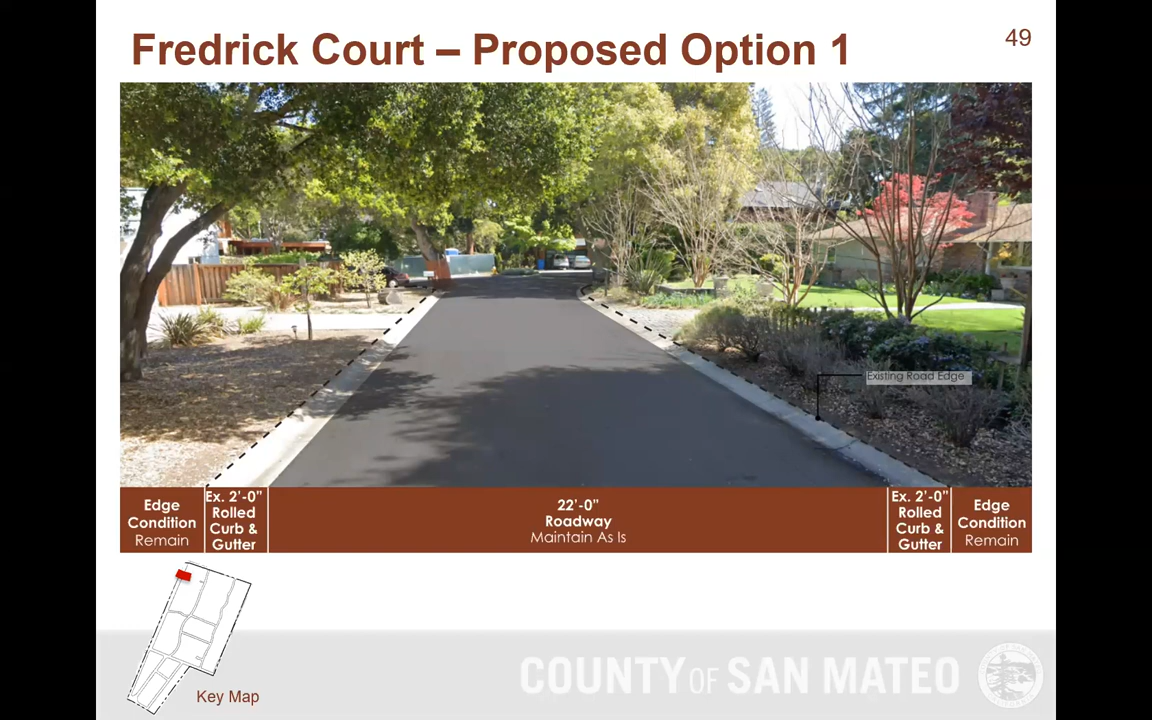 Fredrick Court – Proposed Option 1
49
Existing Road Edge
Edge
Condition
Remain
Ex. 2’-0”
Rolled
Curb &
Gutter
22’-0”
Roadway
Maintain As Is
Ex. 2’-0”
Rolled
Curb &
Gutter
Edge
Condition
Remain
Key Map
COUNTY OF SAN MATEO